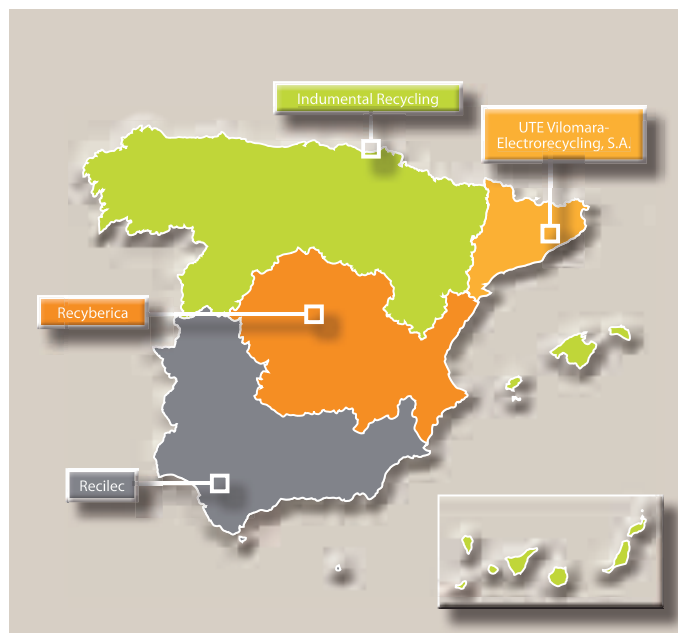 Indumental Recycling
UTE Vilomara-
Electrorecycling, S.A.
Recyberica
Recilec